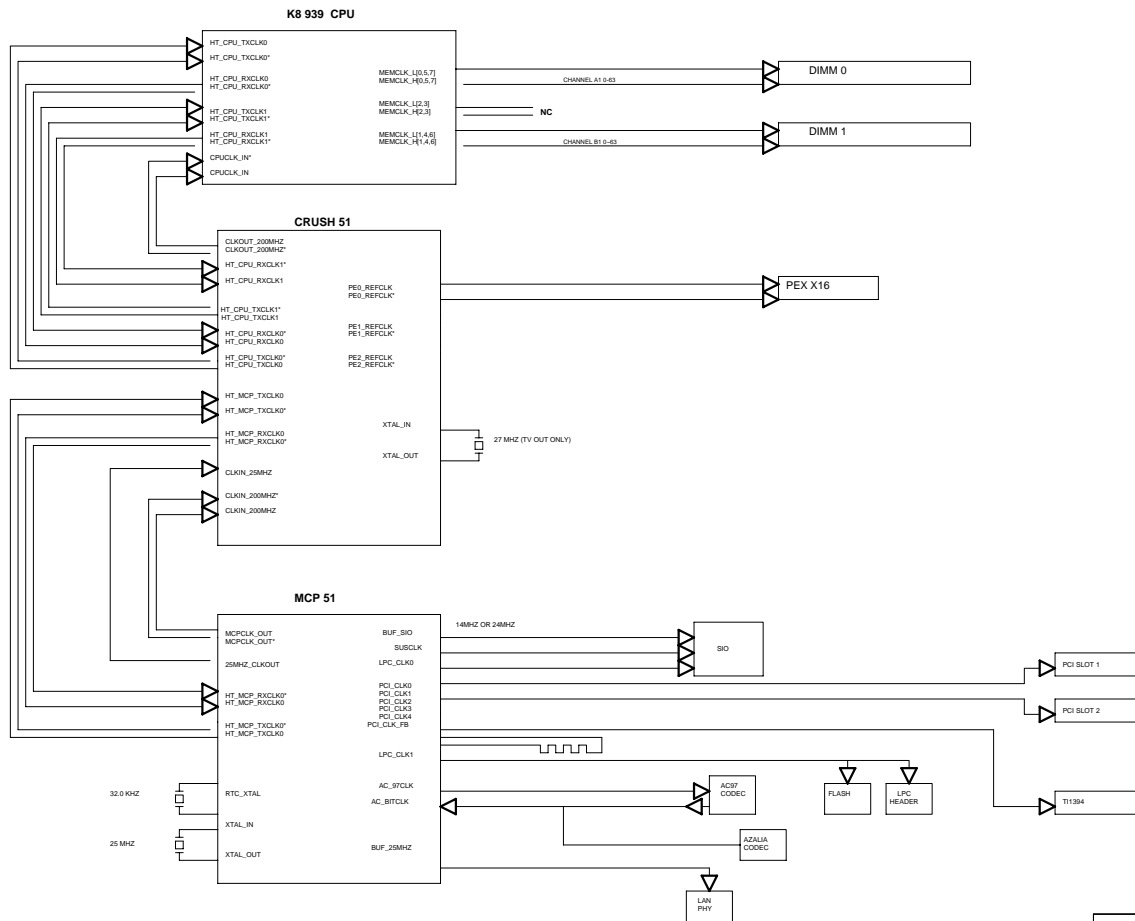 K8 939 CPU
HT_CPU_TXCLK0
HT_CPU_TXCLK0*
HT_CPU_RXCLK0
HT_CPU_RXCLK0*
HT_CPU_TXCLK1
HT_CPU_TXCLK1*
HT_CPU_RXCLK1
HT_CPU_RXCLK1*
CPUCLK_IN*
CPUCLK_IN
MEMCLK_L[0,5,7]
MEMCLK_H[0,5,7]
MEMCLK_L[2,3]
MEMCLK_H[2,3]
MEMCLK_L[1,4,6]
MEMCLK_H[1,4,6]
CHANNEL A1 0-63
NC
CHANNEL B1 0-63
DIMM 0
DIMM 1
CRUSH 51
CLKOUT_200MHZ
CLKOUT_200MHZ*
HT_CPU_RXCLK1*
HT_CPU_RXCLK1
HT_CPU_TXCLK1*
HT_CPU_TXCLK1
HT_CPU_RXCLK0*
HT_CPU_RXCLK0
HT_CPU_TXCLK0*
HT_CPU_TXCLK0
HT_MCP_TXCLK0
HT_MCP_TXCLK0*
HT_MCP_RXCLK0
HT_MCP_RXCLK0*
CLKIN_25MHZ
CLKIN_200MHZ*
CLKIN_200MHZ
PE0_REFCLK
PE0_REFCLK*
PE1_REFCLK
PE1_REFCLK*
PE2_REFCLK
PE2_REFCLK*
XTAL_IN
XTAL_OUT
27 MHZ (TV OUT ONLY)
PEX X16
MCP 51
MCPCLK_OUT
MCPCLK_OUT*
25MHZ_CLKOUT
HT_MCP_RXCLK0*
HT_MCP_RXCLK0
HT_MCP_TXCLK0*
HT_MCP_TXCLK0
RTC_XTAL
XTAL_IN
XTAL_OUT
32.0 KHZ
25 MHZ
BUF_SIO
SUSCLK
LPC_CLK0
PCI_CLK0
PCI_CLK1
PCI_CLK2
PCI_CLK3
PCI_CLK4
PCI_CLK_FB
LPC_CLK1
AC_97CLK
AC_BITCLK
BUF_25MHZ
14MHZ OR 24MHZ
SIO
PCI SLOT 1
PCI SLOT 2
AC97
CODEC
FLASH
LPC
HEADER
TI1394
AZALIA
CODEC
LAN
PHY